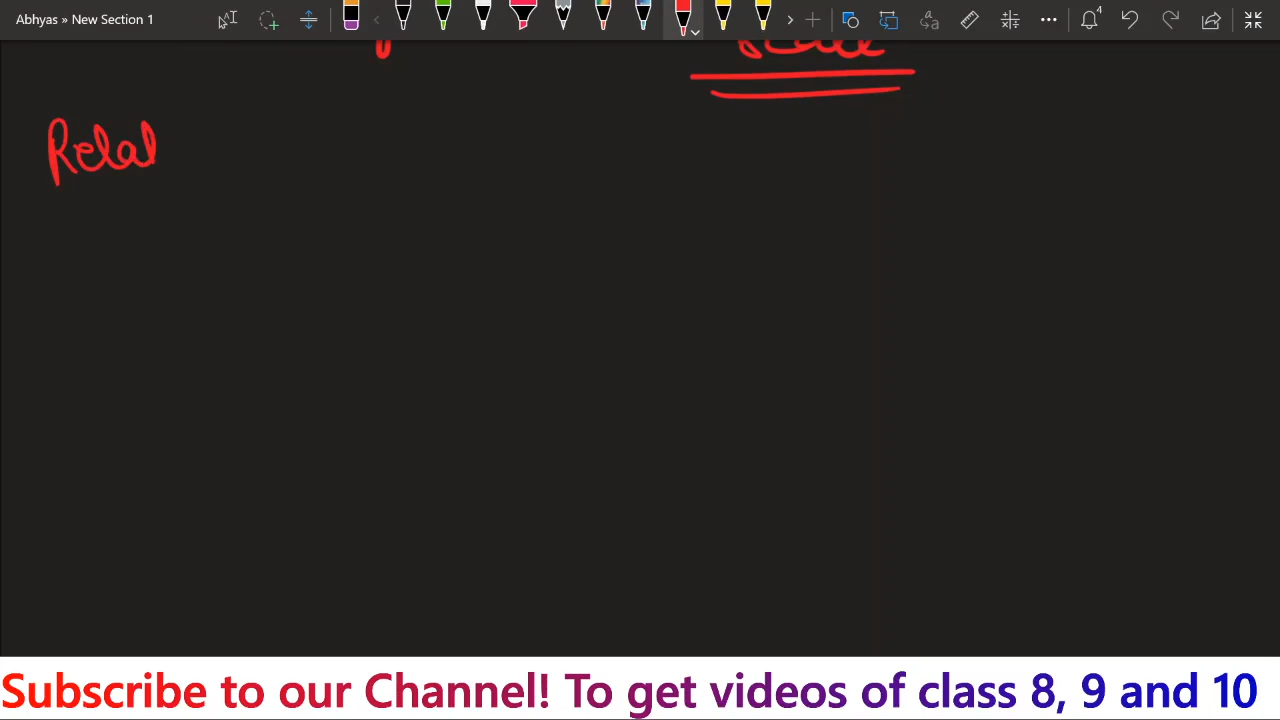 Abhyas » New Section 1
Relat
Subscribe to our Channel! To get videos of class 8, 9 and 10